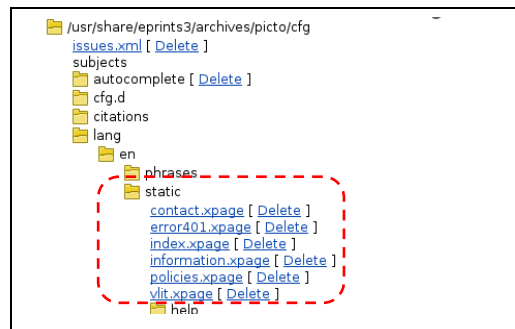 /usr/share/eprints3/archives/picto/cfg
issues.xml [ Delete ]
subjects
autocomplete [ Delete ]
cfg.d
citations
lang
en
phrases
static
contact.xpage [ Delete ]
error401.xpage [ Delete ]
index.xpage [ Delete ]
information.xpage [ Delete ]
policies.xpage [ Delete ]
vlit.xpage [ Delete ]
help